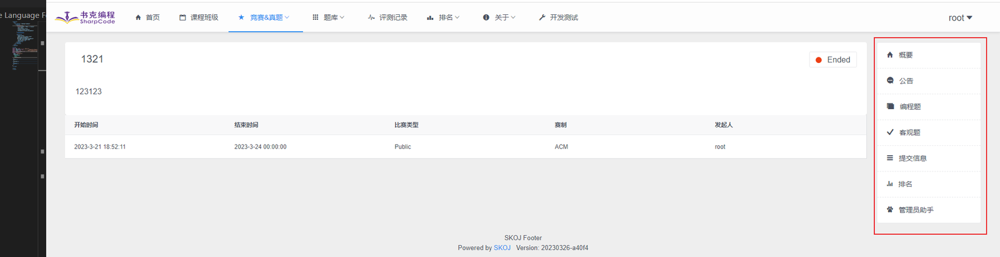 e Language Fo
书克编程
SharpCode
首页
课程班级
竞赛&真题
题库
评测记录
排名
关于
开发测试
root
1321
Ended
123123
开始时间 结束时间 比赛类型 赛制 发起人
2023-3-21 18:52:11 2023-3-24 00:00:00 Public ACM root
概要
公告
编程题
客观题
提交信息
排名
管理员助手
SKOJ Footer
Powered by SKOJ Version: 20230326-a40f4